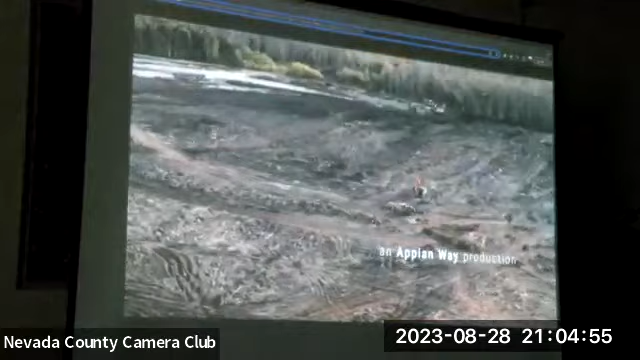 an Appian Way production
Nevada County Camera Club
2023-08-28 21:04:55